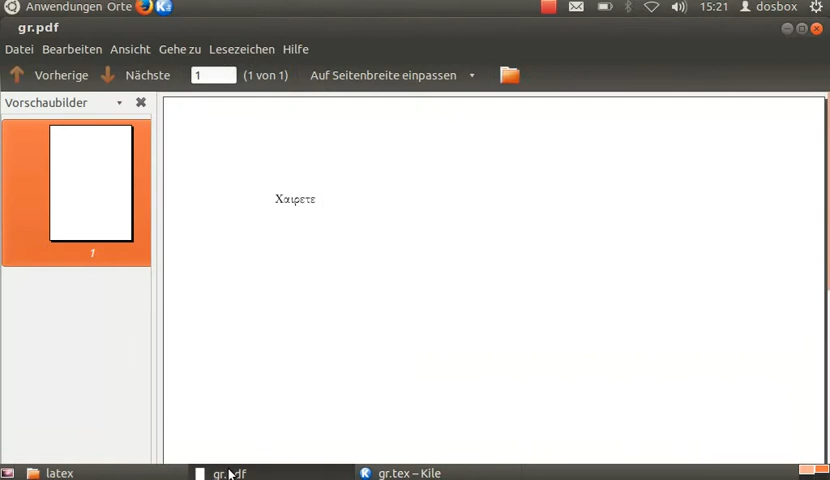 Anwendungen Orte 15:21 dosbox
gr.pdf
Datei Bearbeiten Ansicht Gehe zu Lesezeichen Hilfe
Vorherige Nächste 1 (1 von 1) Auf Seitenbreite einpassen
Vorschaubilder
Χαιρετε
1
latex gr.pdf gr.tex – Kile